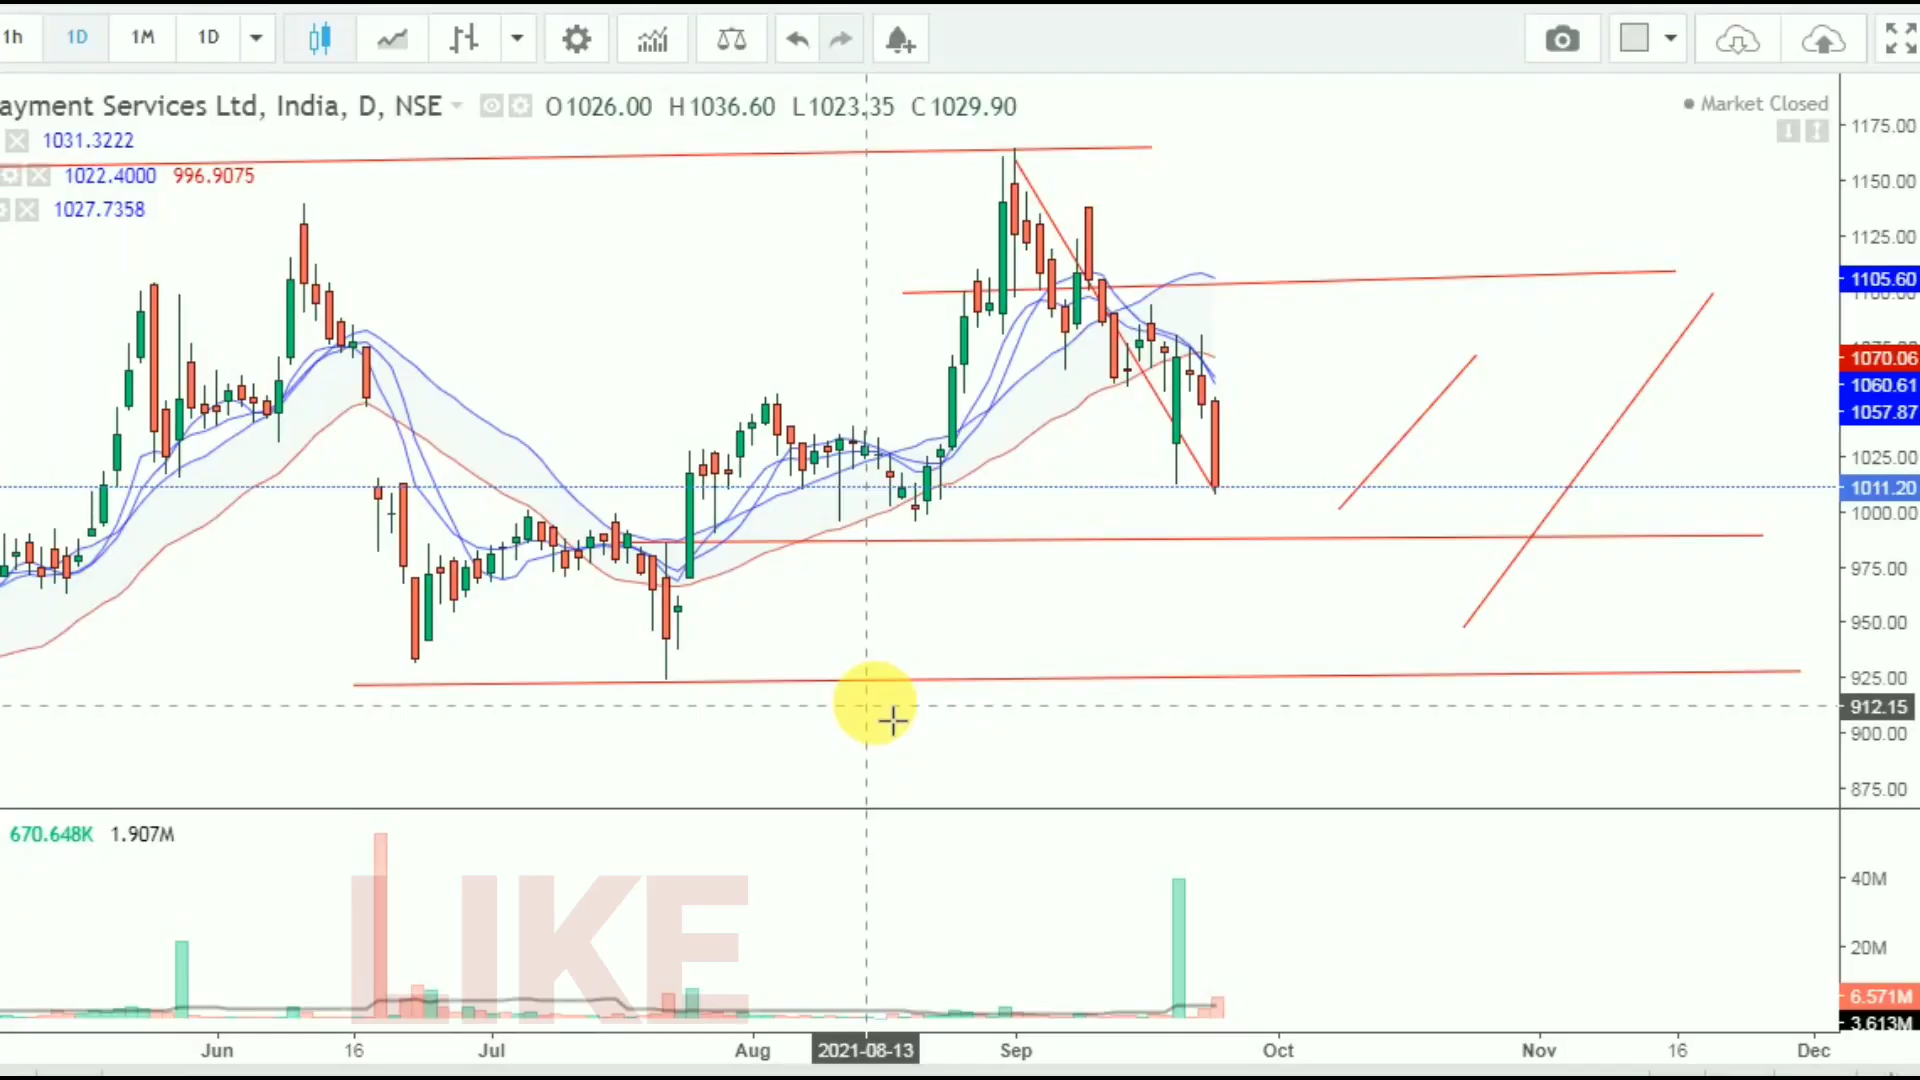 1h 1D 1M 1D
ayment Services Ltd, India, D, NSE O1026.00 H1036.60 L1023.35 C1029.90
Market Closed
1031.3222
1022.4000 996.9075
1027.7358
1175.00
1150.00
1125.00
1105.60
1070.06
1060.61
1057.87
1025.00
1011.20
1000.00
975.00
950.00
925.00
912.15
900.00
875.00
670.648K 1.907M
LIKE
40M
20M
6.571M
3.613M
Jun 16 Jul Aug 2021-08-13 Sep Oct Nov 16 Dec